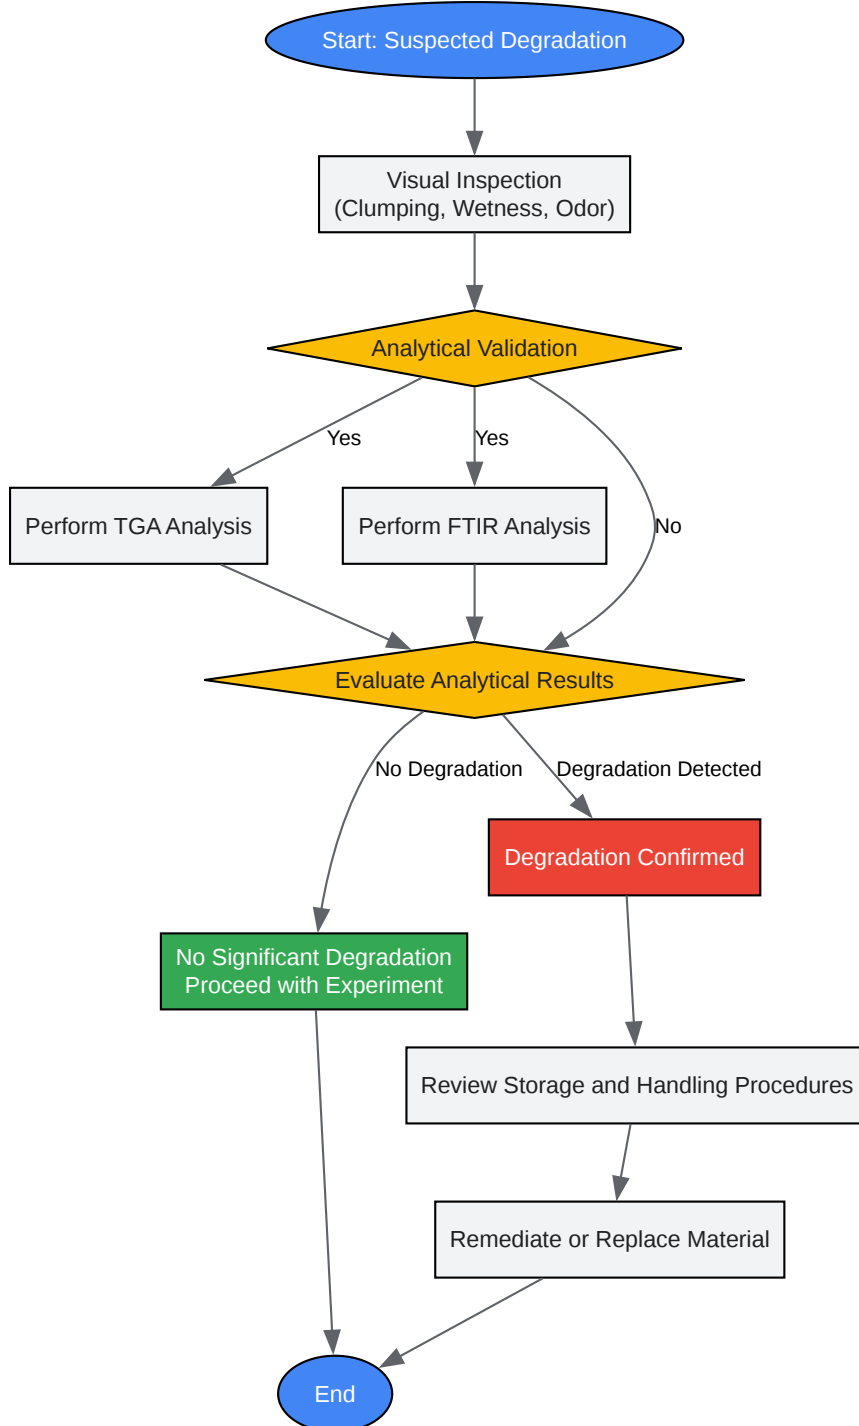 Start: Suspected Degradation
Visual Inspection
(Clumping, Wetness, Odor)
Analytical Validation
Yes
Yes
Perform TGA Analysis
Perform FTIR Analysis
No
Evaluate Analytical Results
No Degradation
Degradation Detected
Degradation Confirmed
No Significant Degradation
Proceed with Experiment
Review Storage and Handling Procedures
Remediate or Replace Material
End